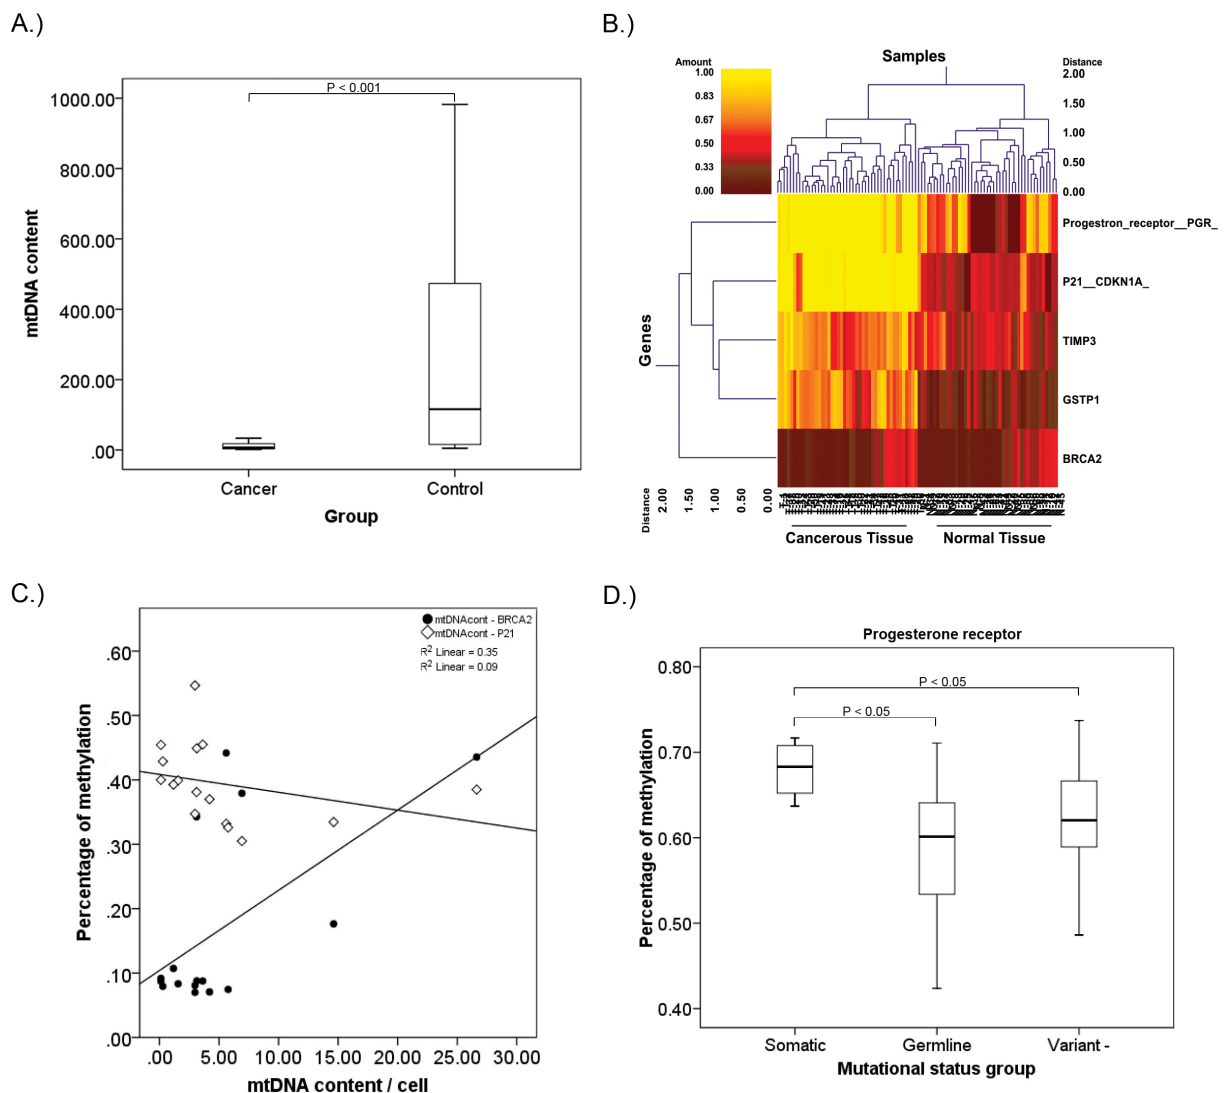 A.)
P < 0.001
1000.00
800.00
600.00
400.00
200.00
.00
mtDNA content
Cancer
Control
Group
B.)
Samples
Amount
1.00
0.83
0.67
0.50
0.33
0.00
Distance
2.00
1.50
1.00
0.50
0.00
Genes
Progestron_receptor__PGR_
P21__CDKN1A_
TIMP3
GSTP1
BRCA2
Distance
2.00
1.50
1.00
0.50
0.00
Cancerous Tissue
Normal Tissue
C.)
mtDNAcont - BRCA2
mtDNAcont - P21
R2 Linear = 0.35
R2 Linear = 0.09
.60
.50
.40
.30
.20
.10
.00
Percentage of methylation
.00 5.00 10.00 15.00 20.00 25.00 30.00
mtDNA content / cell
D.)
Progesterone receptor
P < 0.05
P < 0.05
0.80
0.70
0.60
0.50
0.40
Percentage of methylation
Somatic
Germline
Variant -
Mutational status group